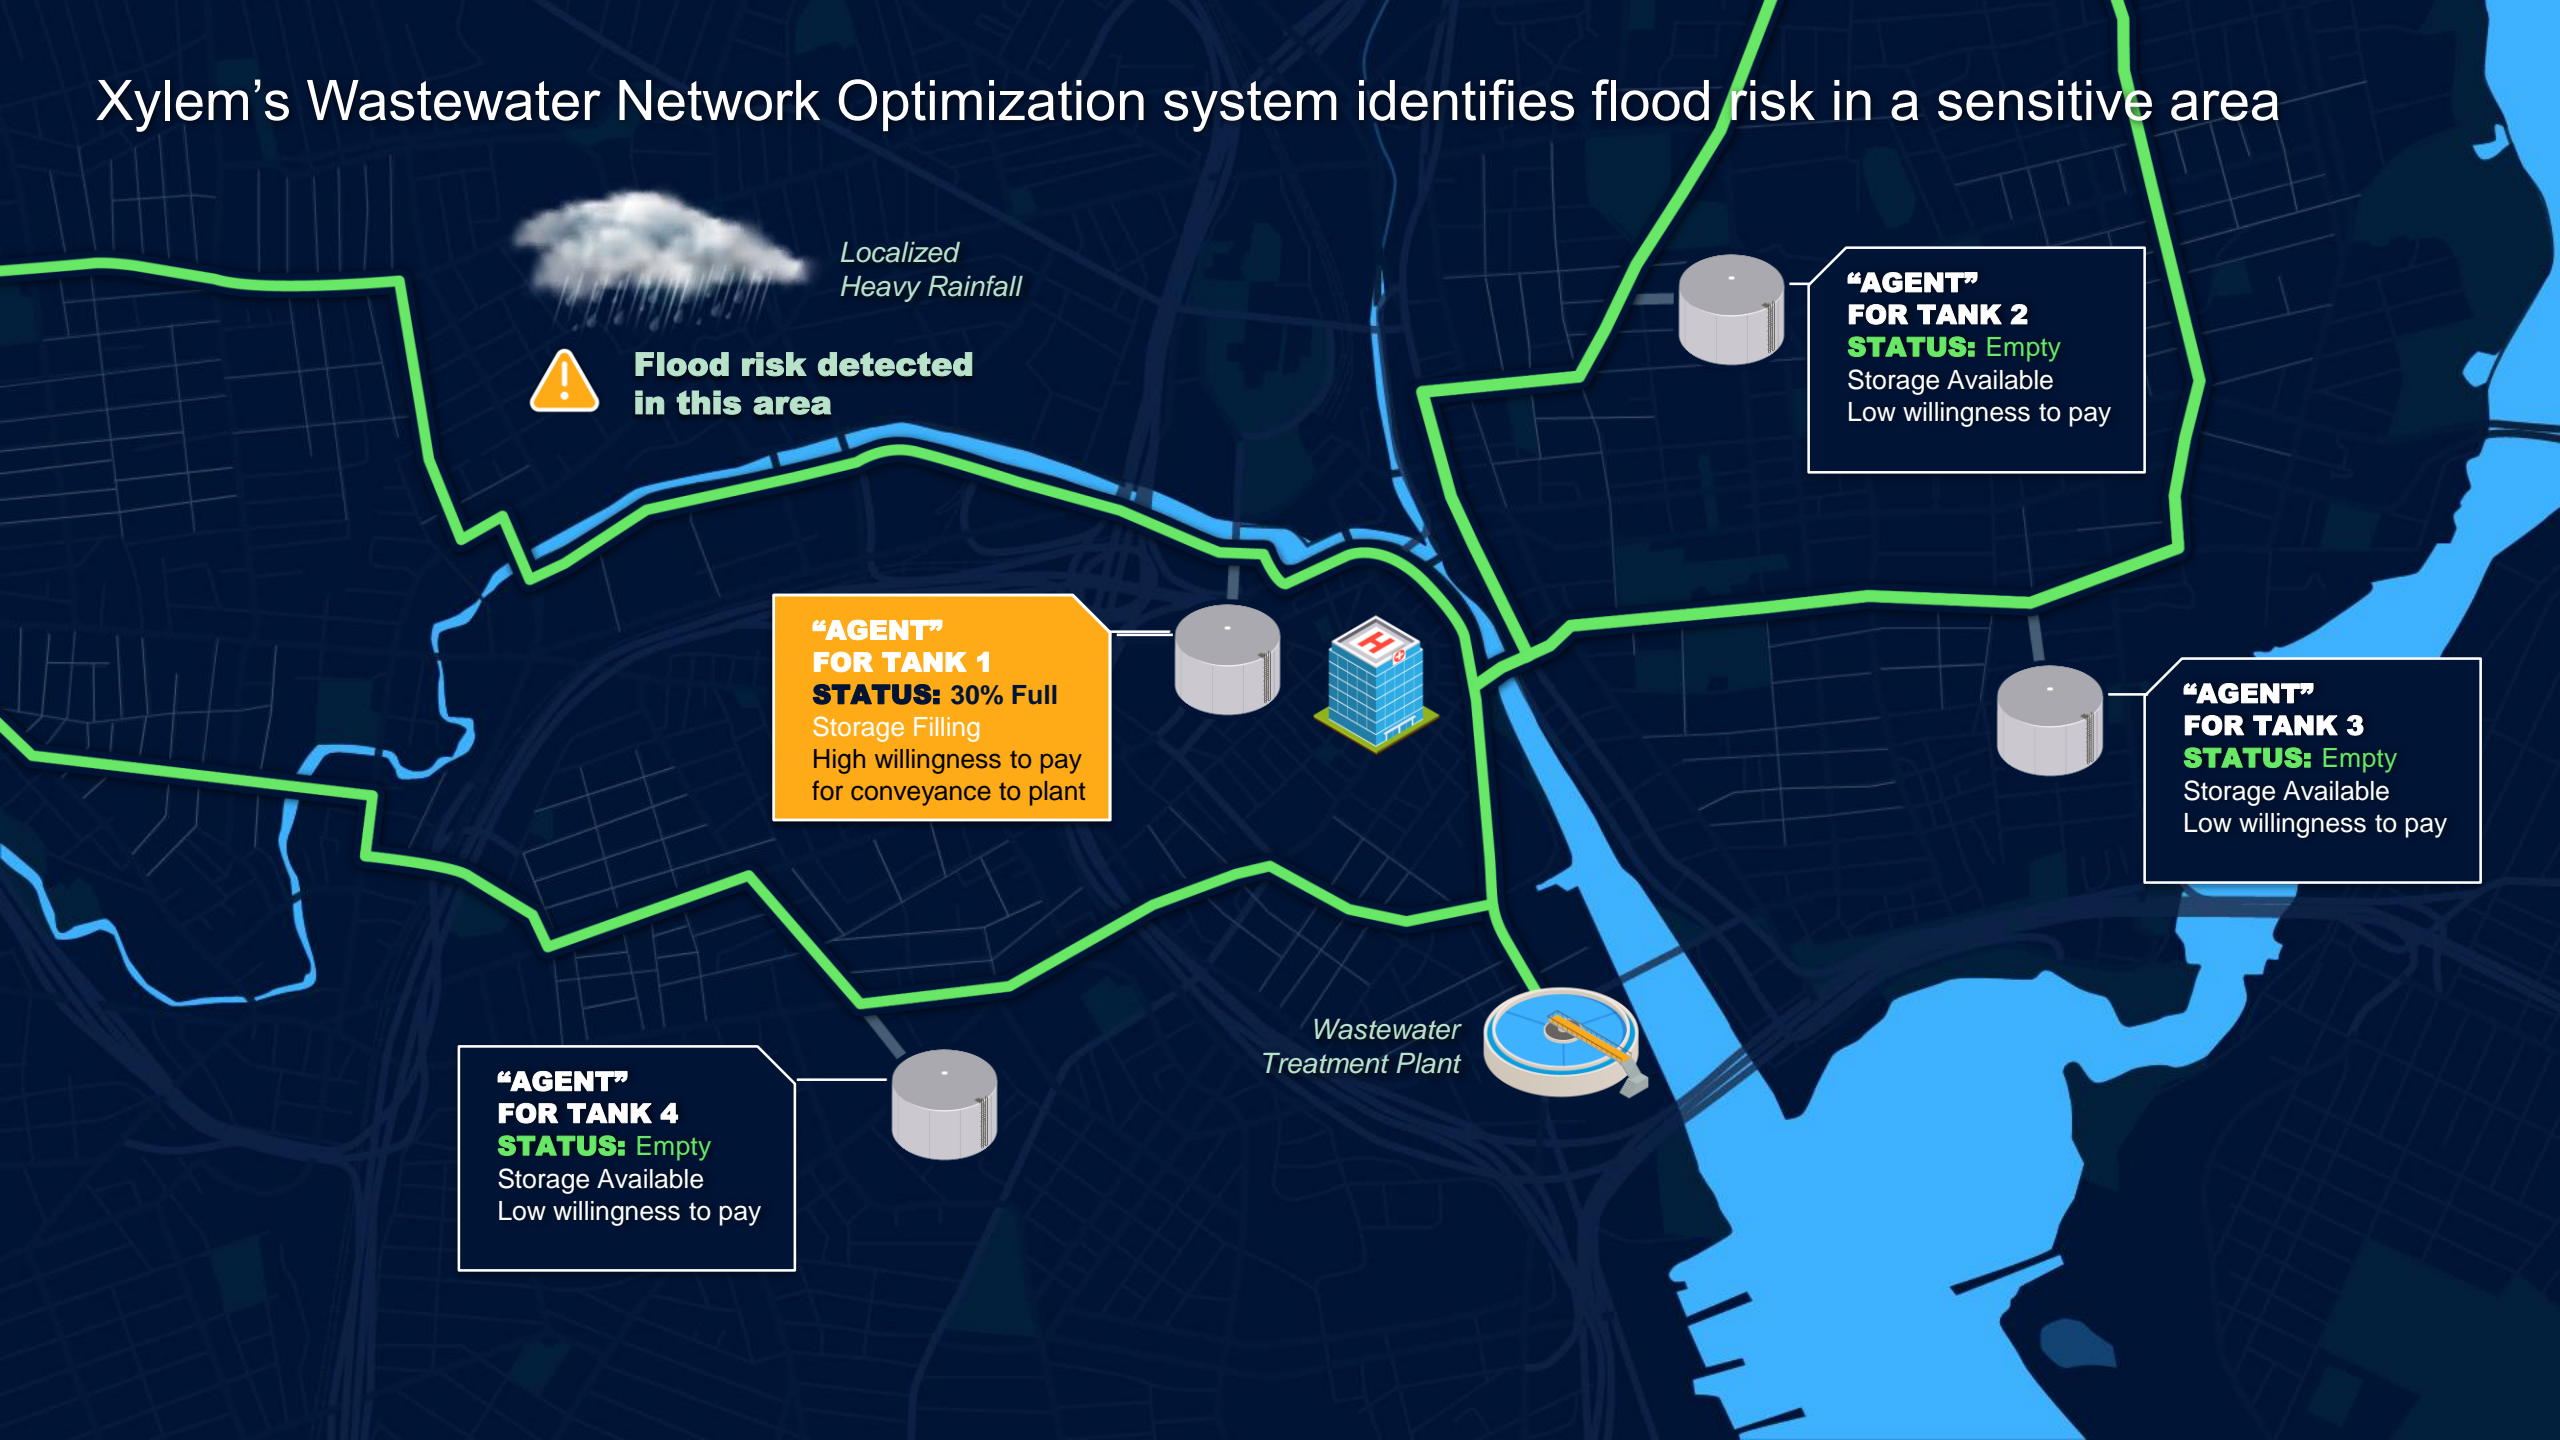 Xylem’s Wastewater Network Optimization system identifies flood risk in a sensitive area
Localized
Heavy Rainfall
Flood risk detected
in this area
“AGENT”
FOR TANK 2
STATUS: Empty
Storage Available
Low willingness to pay
“AGENT”
FOR TANK 1
STATUS: 30% Full
Storage Filling
High willingness to pay
for conveyance to plant
H
“AGENT”
FOR TANK 3
STATUS: Empty
Storage Available
Low willingness to pay
Wastewater
Treatment Plant
“AGENT”
FOR TANK 4
STATUS: Empty
Storage Available
Low willingness to pay